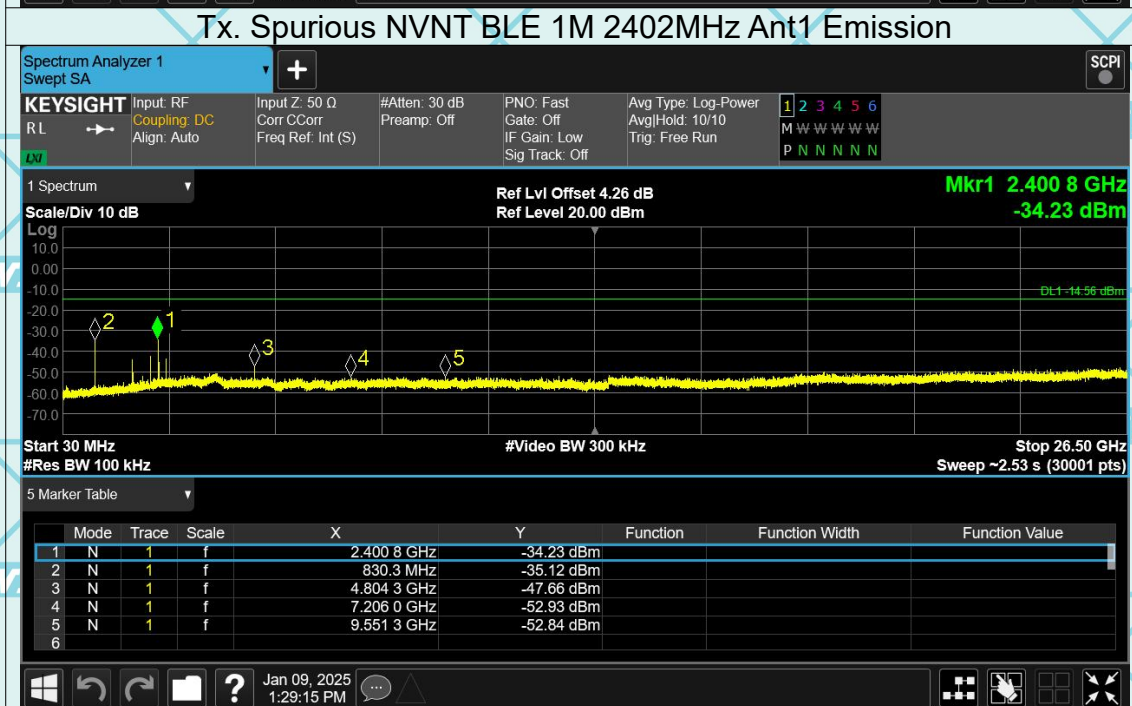 Tx. Spurious NVNT BLE 1M 2402MHz Ant1 Emission
Spectrum Analyzer 1
Swept SA
+
SCPI
KEYSIGHT Input: RF Input Z: 50 Ω #Atten: 30 dB PNO: Fast Avg Type: Log-Power 1 2 3 4 5 6
RL Coupling: DC Corr CCorr Preamp: Off Gate: Off Avg|Hold: 10/10 M W W W W W
Align: Auto Freq Ref: Int (S) IF Gain: Low Trig: Free Run P N N N N N
LXI Sig Track: Off
1 Spectrum Ref Lvl Offset 4.26 dB Mkr1 2.400 8 GHz
Scale/Div 10 dB Ref Level 20.00 dBm -34.23 dBm
Log
10.0
0.00
-10.0 DL1 -14.56 dBm
-20.0
-30.0 2 1
-40.0 3
-50.0 4 5
-60.0
-70.0
Start 30 MHz #Video BW 300 kHz Stop 26.50 GHz
#Res BW 100 kHz Sweep ~2.53 s (30001 pts)
5 Marker Table
Mode Trace Scale X Y Function Function Width Function Value
1 N 1 f 2.400 8 GHz -34.23 dBm
2 N 1 f 830.3 MHz -35.12 dBm
3 N 1 f 4.804 3 GHz -47.66 dBm
4 N 1 f 7.206 0 GHz -52.93 dBm
5 N 1 f 9.551 3 GHz -52.84 dBm
6
? Jan 09, 2025
1:29:15 PM